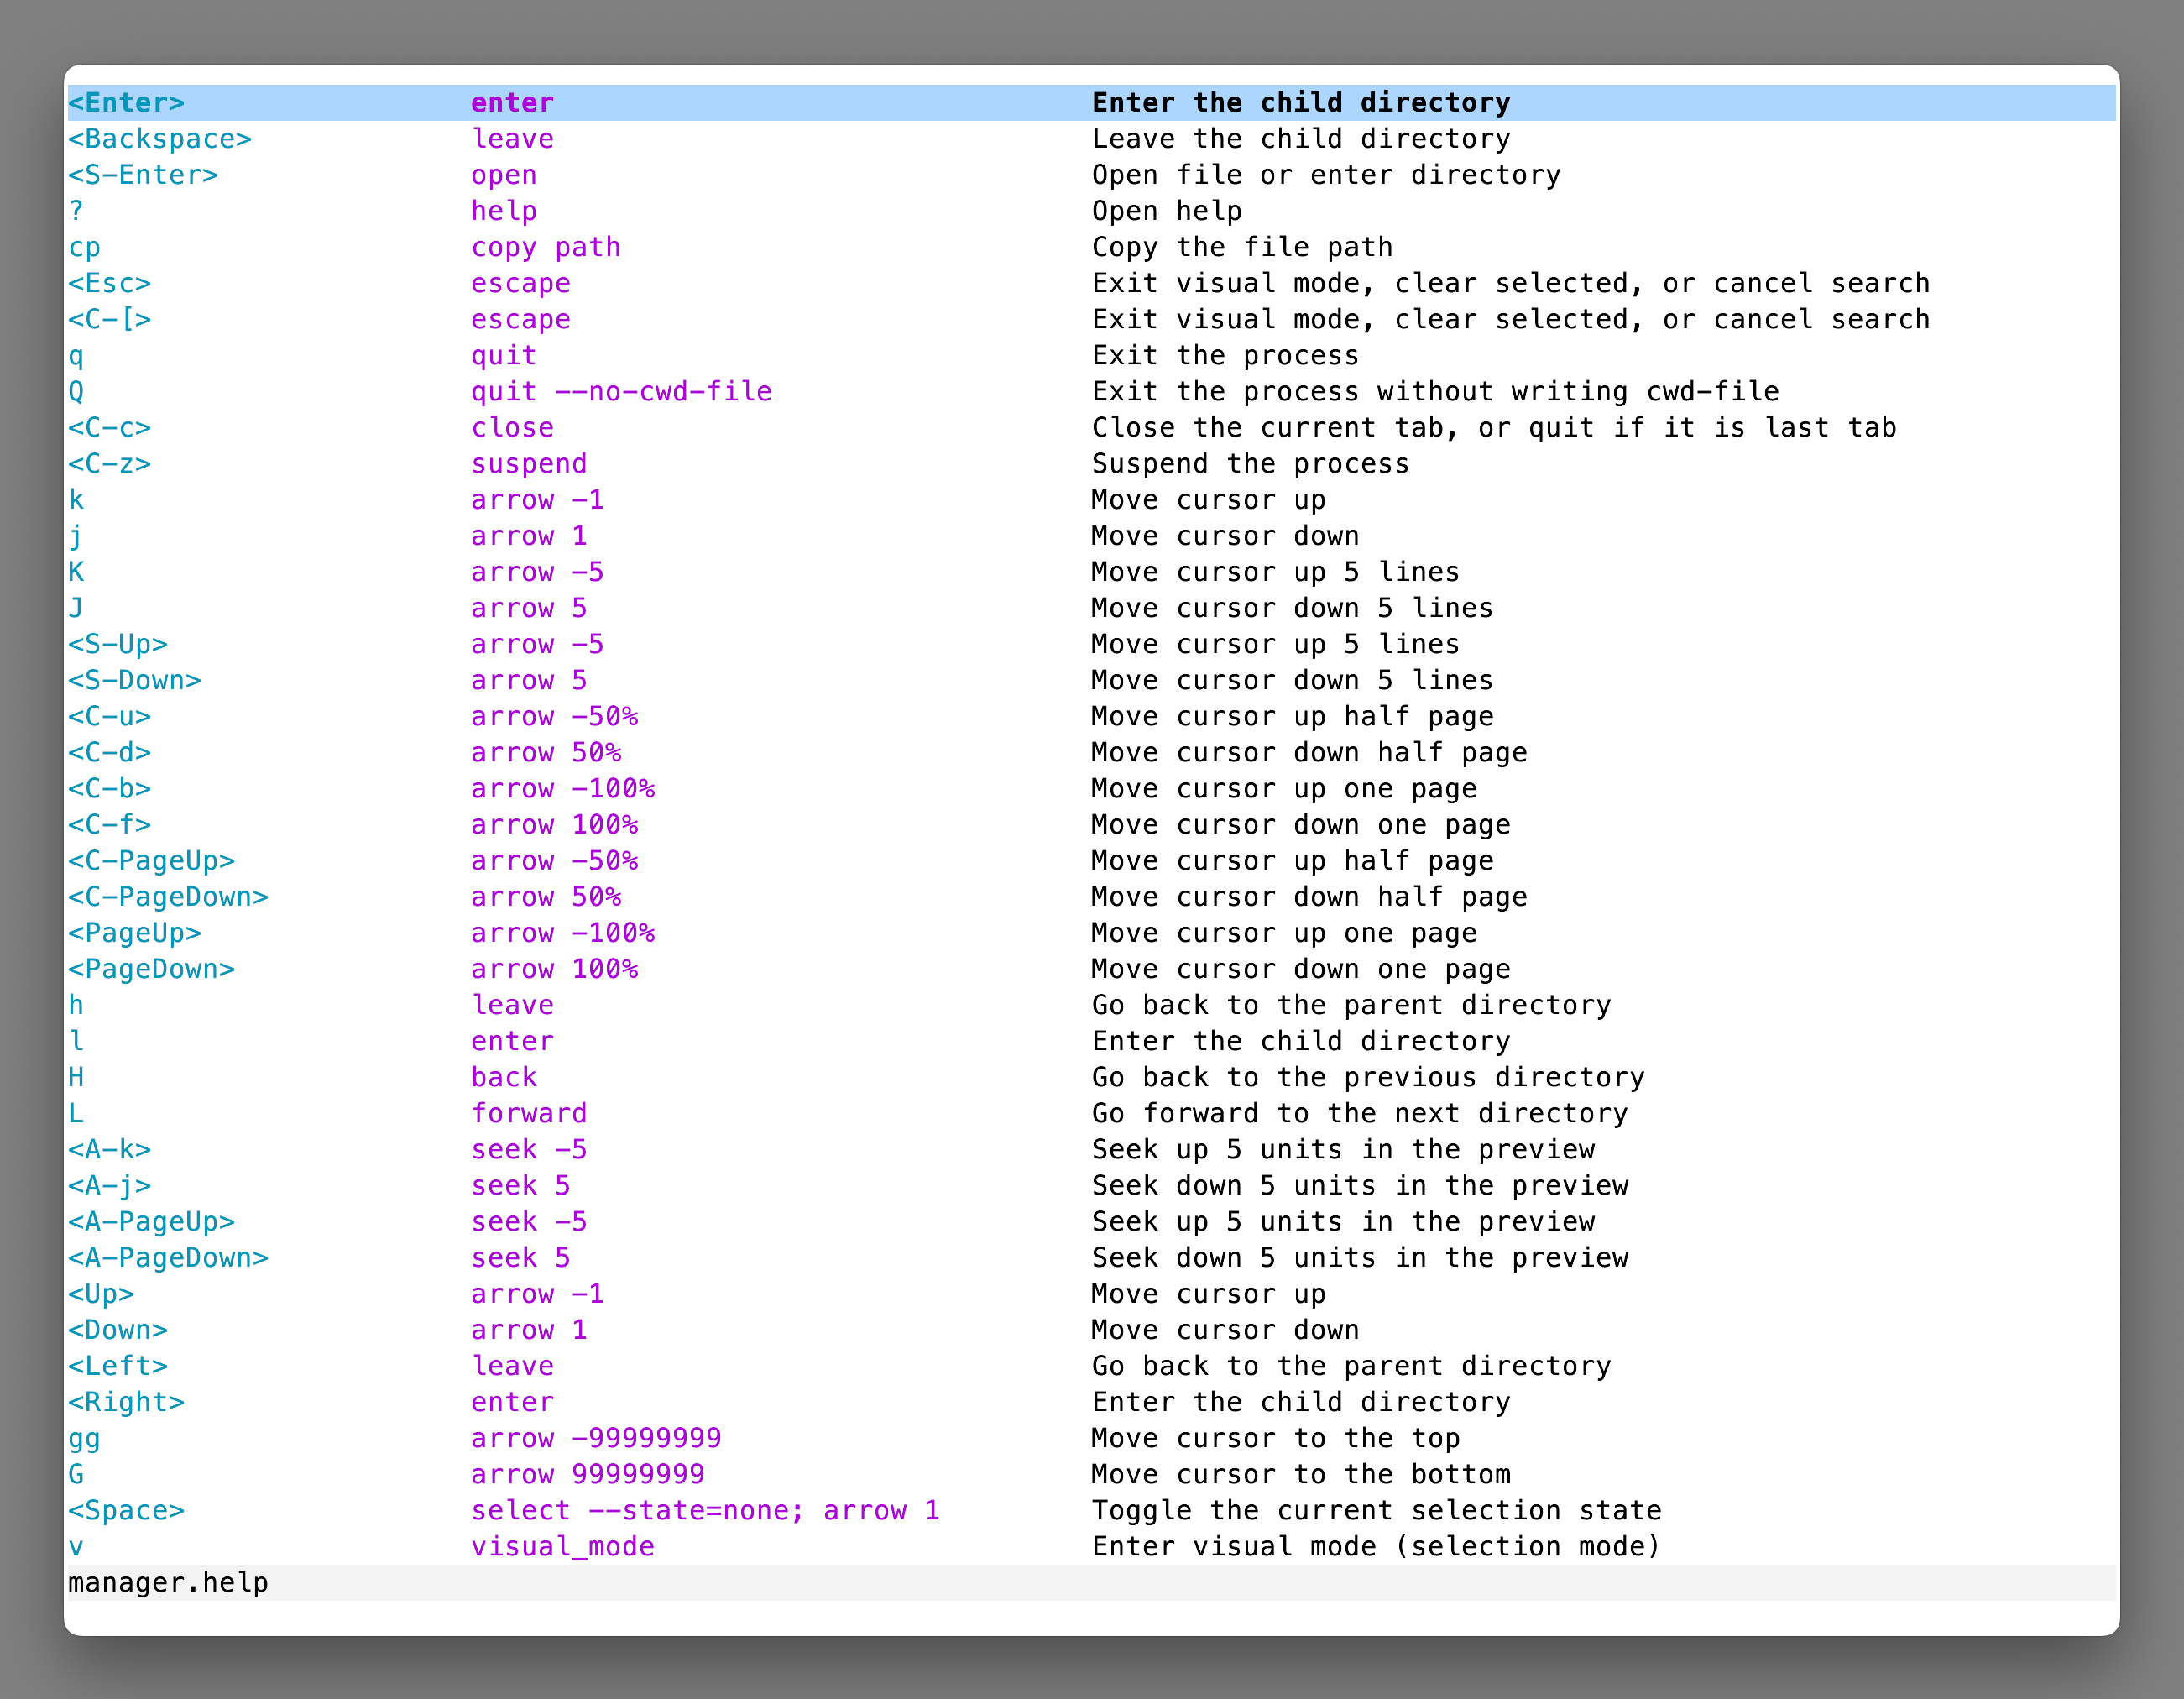 <Enter> enter Enter the child directory
<Backspace> leave Leave the child directory
<S-Enter> open Open file or enter directory
? help Open help
cp copy path Copy the file path
<Esc> escape Exit visual mode, clear selected, or cancel search
<C-[> escape Exit visual mode, clear selected, or cancel search
q quit Exit the process
Q quit --no-cwd-file Exit the process without writing cwd-file
<C-c> close Close the current tab, or quit if it is last tab
<C-z> suspend Suspend the process
k arrow -1 Move cursor up
j arrow 1 Move cursor down
K arrow -5 Move cursor up 5 lines
J arrow 5 Move cursor down 5 lines
<S-Up> arrow -5 Move cursor up 5 lines
<S-Down> arrow 5 Move cursor down 5 lines
<C-u> arrow -50% Move cursor up half page
<C-d> arrow 50% Move cursor down half page
<C-b> arrow -100% Move cursor up one page
<C-f> arrow 100% Move cursor down one page
<C-PageUp> arrow -50% Move cursor up half page
<C-PageDown> arrow 50% Move cursor down half page
<PageUp> arrow -100% Move cursor up one page
<PageDown> arrow 100% Move cursor down one page
h leave Go back to the parent directory
l enter Enter the child directory
H back Go back to the previous directory
L forward Go forward to the next directory
<A-k> seek -5 Seek up 5 units in the preview
<A-j> seek 5 Seek down 5 units in the preview
<A-PageUp> seek -5 Seek up 5 units in the preview
<A-PageDown> seek 5 Seek down 5 units in the preview
<Up> arrow -1 Move cursor up
<Down> arrow 1 Move cursor down
<Left> leave Go back to the parent directory
<Right> enter Enter the child directory
gg arrow -99999999 Move cursor to the top
G arrow 99999999 Move cursor to the bottom
<Space> select --state=none; arrow 1 Toggle the current selection state
v visual_mode Enter visual mode (selection mode)
manager.help